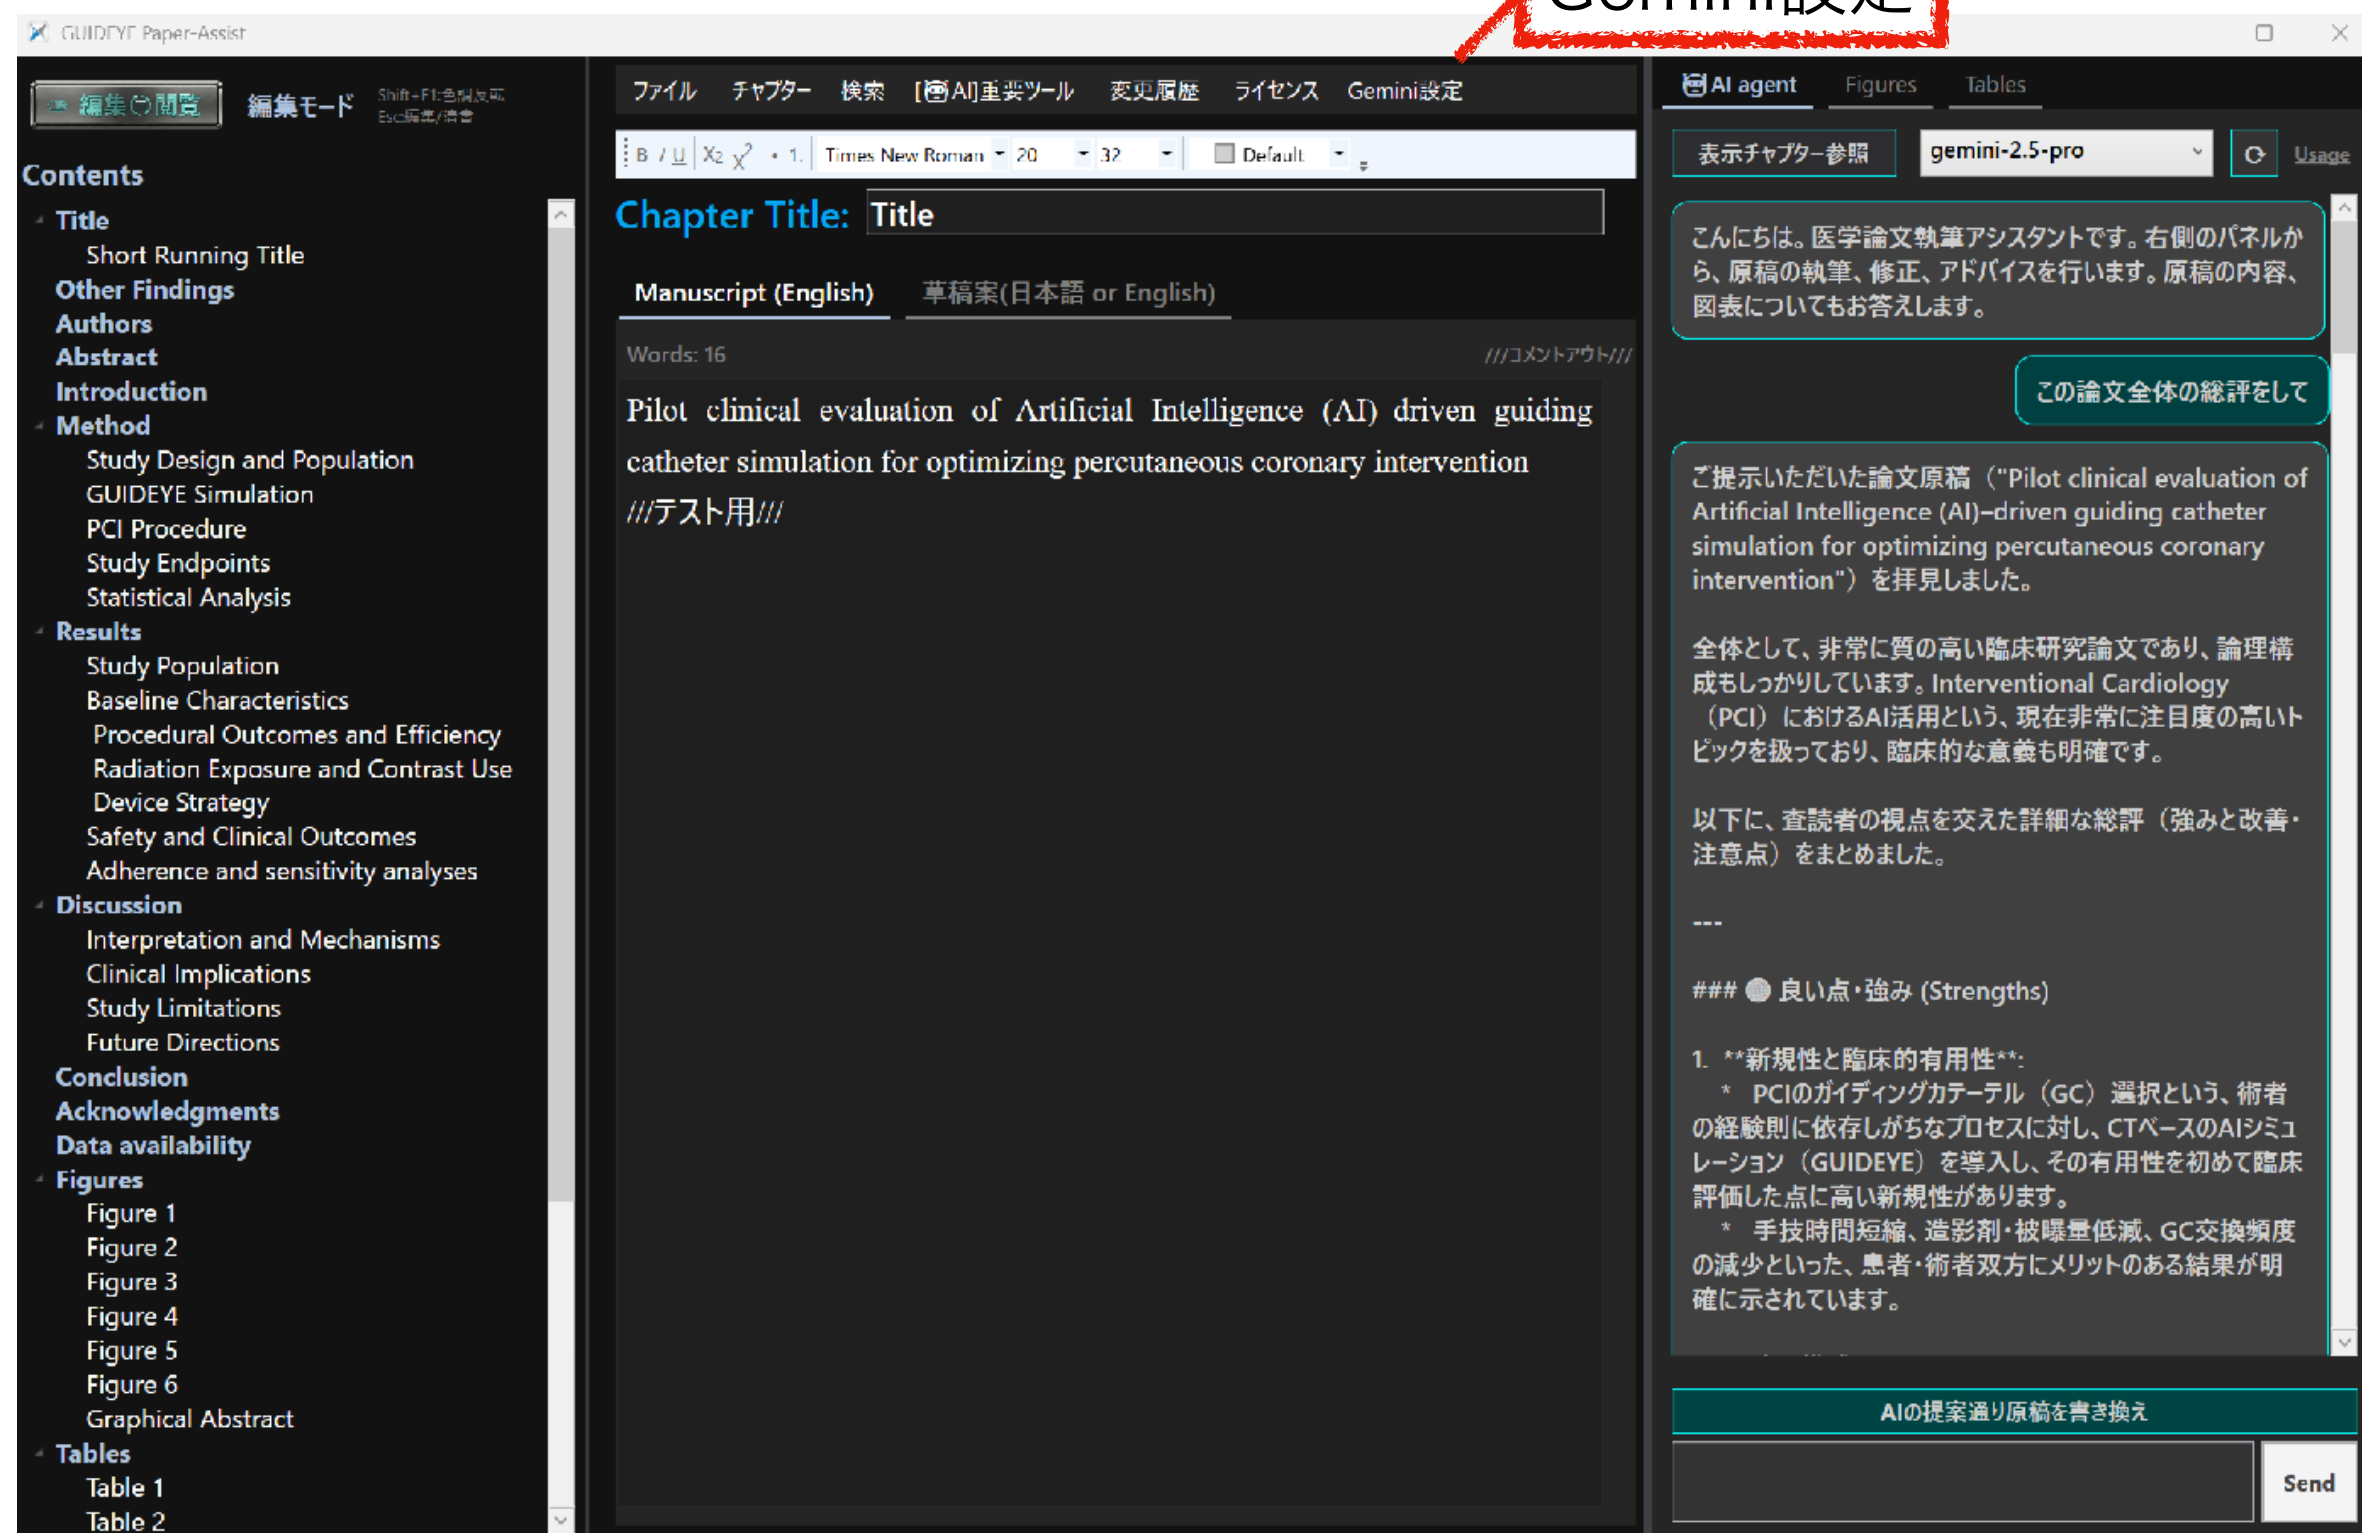 Gemini設定
GUIDEYE Paper-Assist
編集⇔閲覧
編集モード
Shift+F1:色調反転
Esc:編集/清書
Contents
Title
Short Running Title
Other Findings
Authors
Abstract
Introduction
Method
Study Design and Population
GUIDEYE Simulation
PCI Procedure
Study Endpoints
Statistical Analysis
Results
Study Population
Baseline Characteristics
Procedural Outcomes and Efficiency
Radiation Exposure and Contrast Use
Device Strategy
Safety and Clinical Outcomes
Adherence and sensitivity analyses
Discussion
Interpretation and Mechanisms
Clinical Implications
Study Limitations
Future Directions
Conclusion
Acknowledgments
Data availability
Figures
Figure 1
Figure 2
Figure 3
Figure 4
Figure 5
Figure 6
Graphical Abstract
Tables
Table 1
Table 2
ファイル チャプター 検索 [AI]重要ツール 変更履歴 ライセンス Gemini設定
B I U X2 X2 • 1. Times New Roman 20 32 Default
Chapter Title: Title
Manuscript (English) 草稿案(日本語 or English)
Words: 16 ///コメントアウト///
Pilot clinical evaluation of Artificial Intelligence (AI) driven guiding
catheter simulation for optimizing percutaneous coronary intervention
///テスト用///
AI agent Figures Tables
表示チャプター参照 gemini-2.5-pro Usage
こんにちは。医学論文執筆アシスタントです。右側のパネルか
ら、原稿の執筆、修正、アドバイスを行います。原稿の内容、
図表についてもお答えします。
この論文全体の総評をして
ご提示いただいた論文原稿（"Pilot clinical evaluation of
Artificial Intelligence (AI)–driven guiding catheter
simulation for optimizing percutaneous coronary
intervention"）を拝見しました。
全体として、非常に質の高い臨床研究論文であり、論理構
成もしっかりしています。Interventional Cardiology
（PCI）におけるAI活用という、現在非常に注目度の高いト
ピックを扱っており、臨床的な意義も明確です。
以下に、査読者の視点を交えた詳細な総評（強みと改善・
注意点）をまとめました。
---
### 良い点・強み (Strengths)
1. **新規性と臨床的有用性**:
* PCIのガイディングカテーテル（GC）選択という、術者
の経験則に依存しがちなプロセスに対し、CTベースのAIシミュ
レーション（GUIDEYE）を導入し、その有用性を初めて臨床
評価した点に高い新規性があります。
* 手技時間短縮、造影剤・被曝量低減、GC交換頻度
の減少といった、患者・術者双方にメリットのある結果が明
確に示されています。
AIの提案通り原稿を書き換え
Send